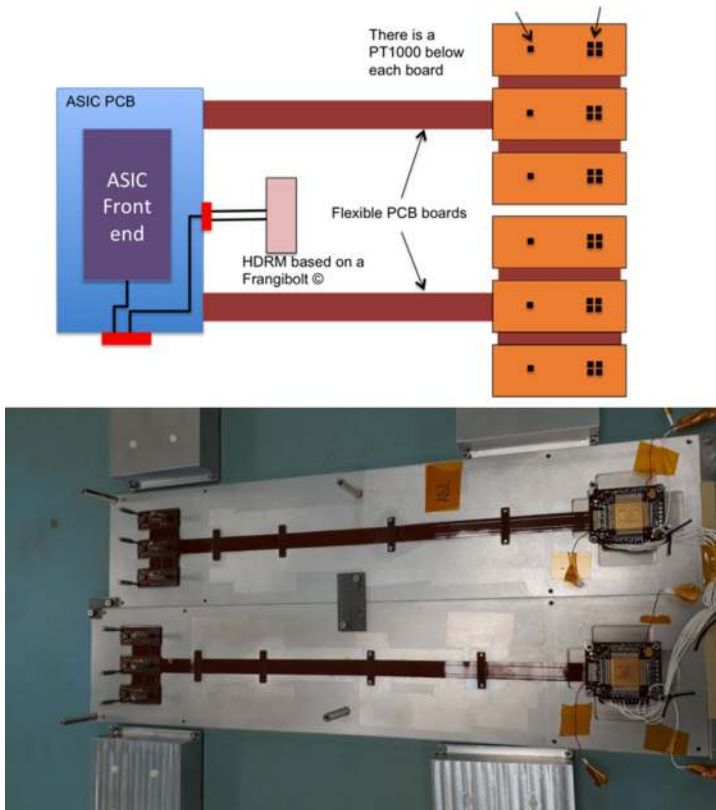 There is a
PT1000 below
each board
ASIC PCB
ASIC
Front
end
Flexible PCB boards
HDRM based on a
Frangibolt ©